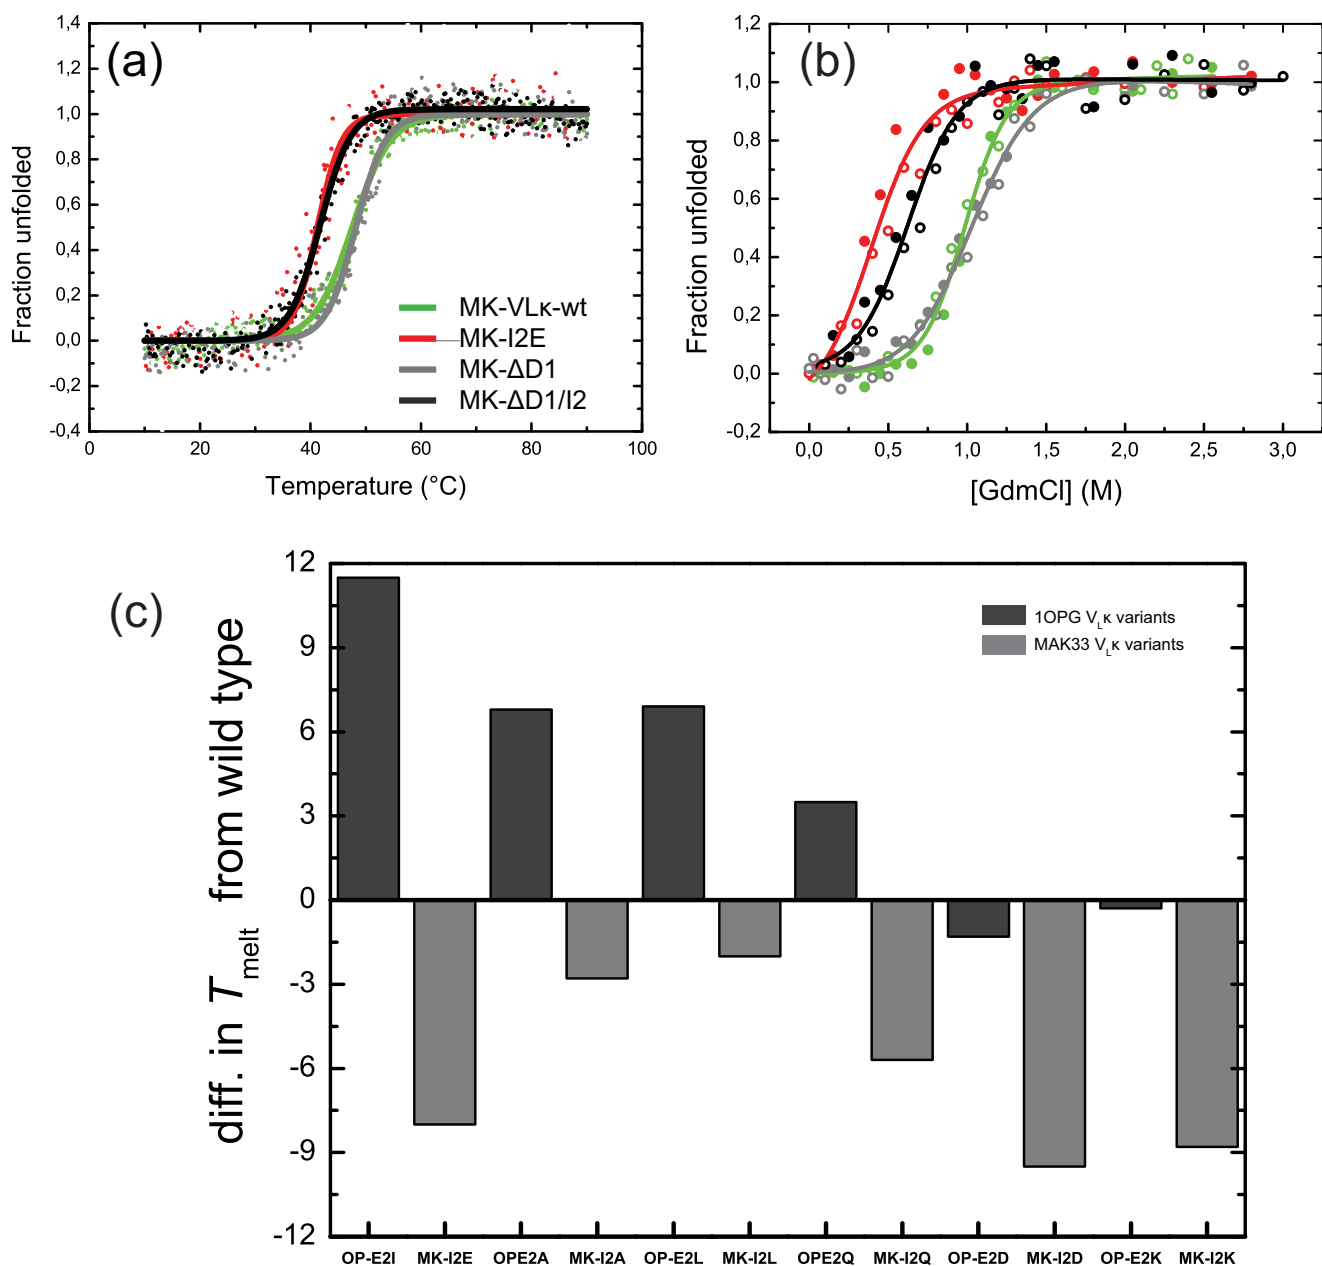 (a)
1,4
1,2
1,0
0,8
0,6
0,4
0,2
0,0
-0,2
-0,4
Fraction unfolded
0
20
40
60
80
100
Temperature (°C)
MK-VLκ-wt
MK-I2E
MK-ΔD1
MK-ΔD1/I2
(b)
1,2
1,0
0,8
0,6
0,4
0,2
0,0
-0,2
Fraction unfolded
0,0
0,5
1,0
1,5
2,0
2,5
3,0
[GdmCl] (M)
(c)
12
9
6
3
0
-3
-6
-9
-12
diff. in Tmelt from wild type
1OPG VLκ variants
MAK33 VLκ variants
OP-E2I
MK-I2E
OPE2A
MK-I2A
OP-E2L
MK-I2L
OPE2Q
MK-I2Q
OP-E2D
MK-I2D
OP-E2K
MK-I2K